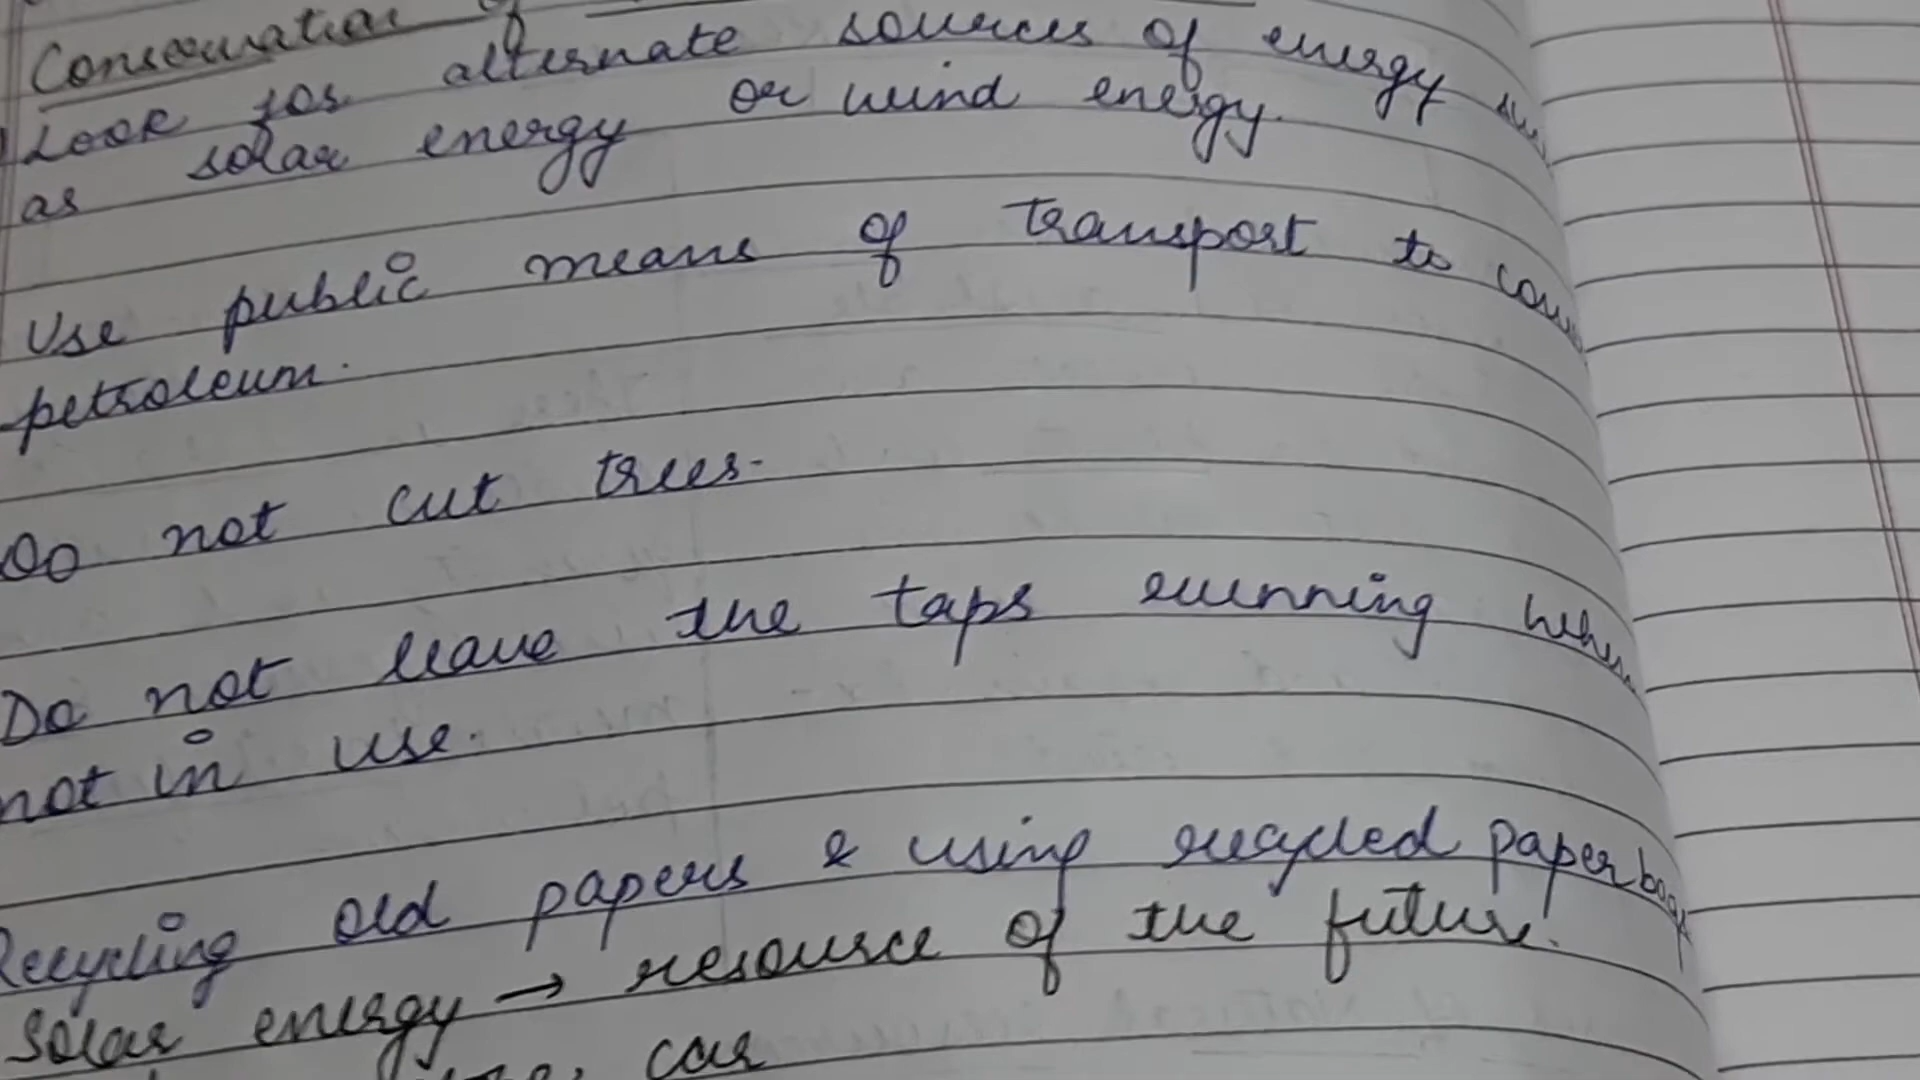 Conservation of
Look for alternate sources of energy
as solar energy or wind energy.
Use public means of transport to
petroleum.
Do not cut trees.
Do not leave the taps running when
not in use.
Recycling old papers & using recycled paper bags
Solar energy → resource of the future.
car